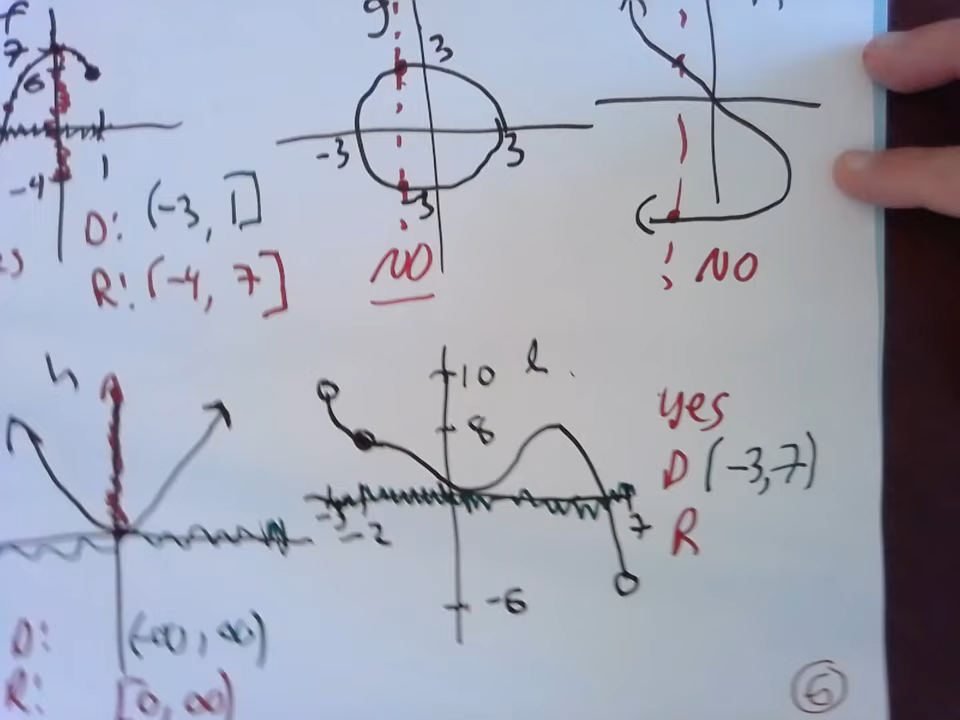 f
7
6
-4
1
D: (-3, 1]
R: (-4, 7]
g
3
-3
3
-3
NO
NO
h
D: (-∞, ∞)
R: [0, ∞)
10 l
8
-3
-2
7
-6
yes
D (-3, 7)
R
6